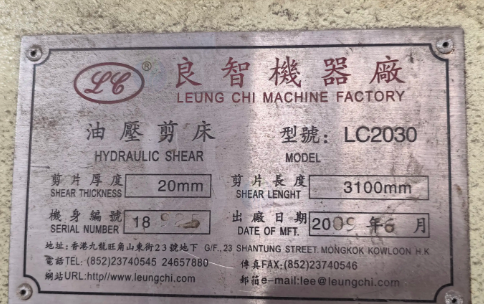 LC ® 良智機器廠
LEUNG CHI MACHINE FACTORY
油壓剪床 型號: LC2030
HYDRAULIC SHEAR MODEL
剪片厚度 20mm 剪片長度 3100mm
SHEAR THICKNESS SHEAR LENGHT
機身編號 18 出廠日期 2009 年 6 月
SERIAL NUMBER DATE OF MFT.
地址:香港九龍旺角山東街23號地下 G/F.,23 SHANTUNG STREET. MONGKOK KOWLOON H.K.
電話TEL:(852)23740545 24657880 傳真FAX:(852)23740546
網站URL:http//www.leungchi.com 郵箱e-mail:lee@leungchi.com